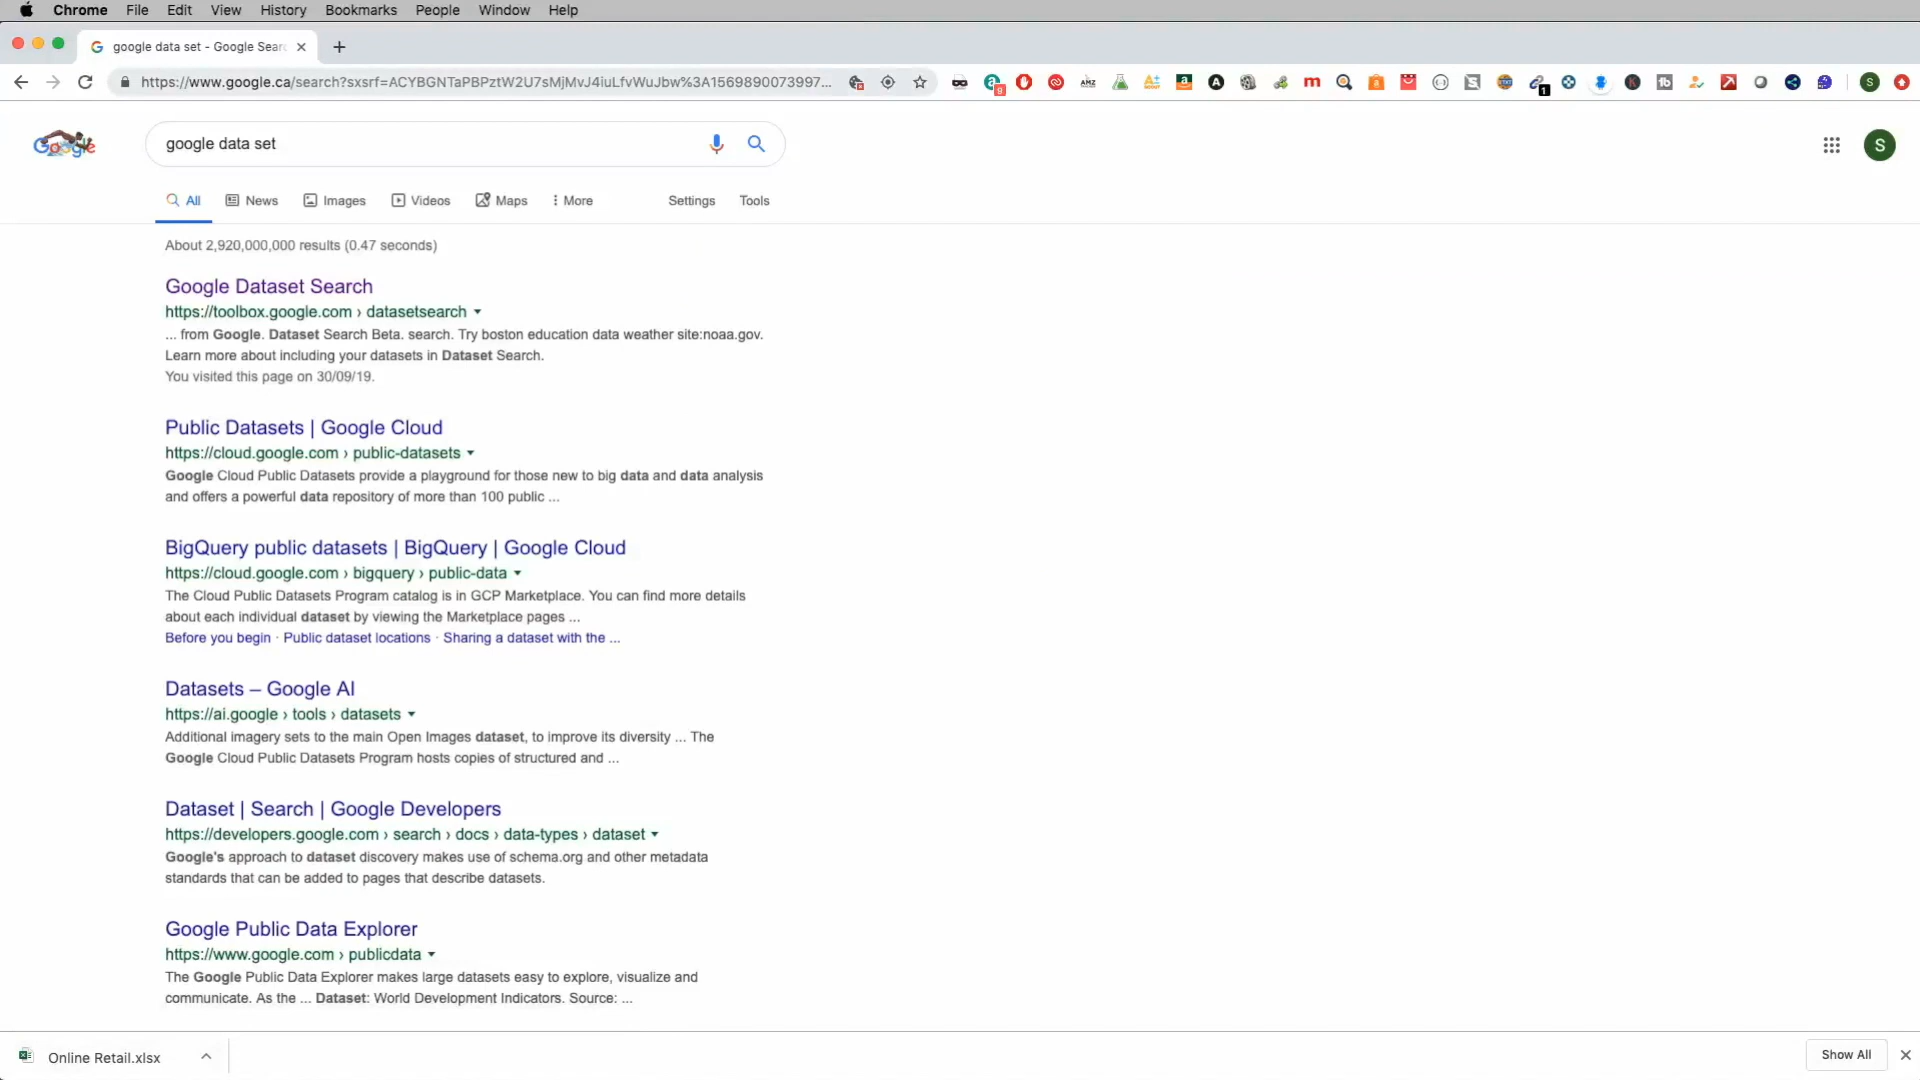 Chrome File Edit View History Bookmarks People Window Help
google data set - Google Sear
https://www.google.ca/search?sxsrf=ACYBGNTaPBPztW2U7sMjMvJ4iuLfvWuJbw%3A1569890073997...
Google
google data set
S
All News Images Videos Maps More Settings Tools
About 2,920,000,000 results (0.47 seconds)
Google Dataset Search
https://toolbox.google.com › datasetsearch
... from Google. Dataset Search Beta. search. Try boston education data weather site:noaa.gov.
Learn more about including your datasets in Dataset Search.
You visited this page on 30/09/19.
Public Datasets | Google Cloud
https://cloud.google.com › public-datasets
Google Cloud Public Datasets provide a playground for those new to big data and data analysis
and offers a powerful data repository of more than 100 public ...
BigQuery public datasets | BigQuery | Google Cloud
https://cloud.google.com › bigquery › public-data
The Cloud Public Datasets Program catalog is in GCP Marketplace. You can find more details
about each individual dataset by viewing the Marketplace pages ...
Before you begin · Public dataset locations · Sharing a dataset with the ...
Datasets – Google AI
https://ai.google › tools › datasets
Additional imagery sets to the main Open Images dataset, to improve its diversity ... The
Google Cloud Public Datasets Program hosts copies of structured and ...
Dataset | Search | Google Developers
https://developers.google.com › search › docs › data-types › dataset
Google's approach to dataset discovery makes use of schema.org and other metadata
standards that can be added to pages that describe datasets.
Google Public Data Explorer
https://www.google.com › publicdata
The Google Public Data Explorer makes large datasets easy to explore, visualize and
communicate. As the ... Dataset: World Development Indicators. Source: ...
Online Retail.xlsx
Show All